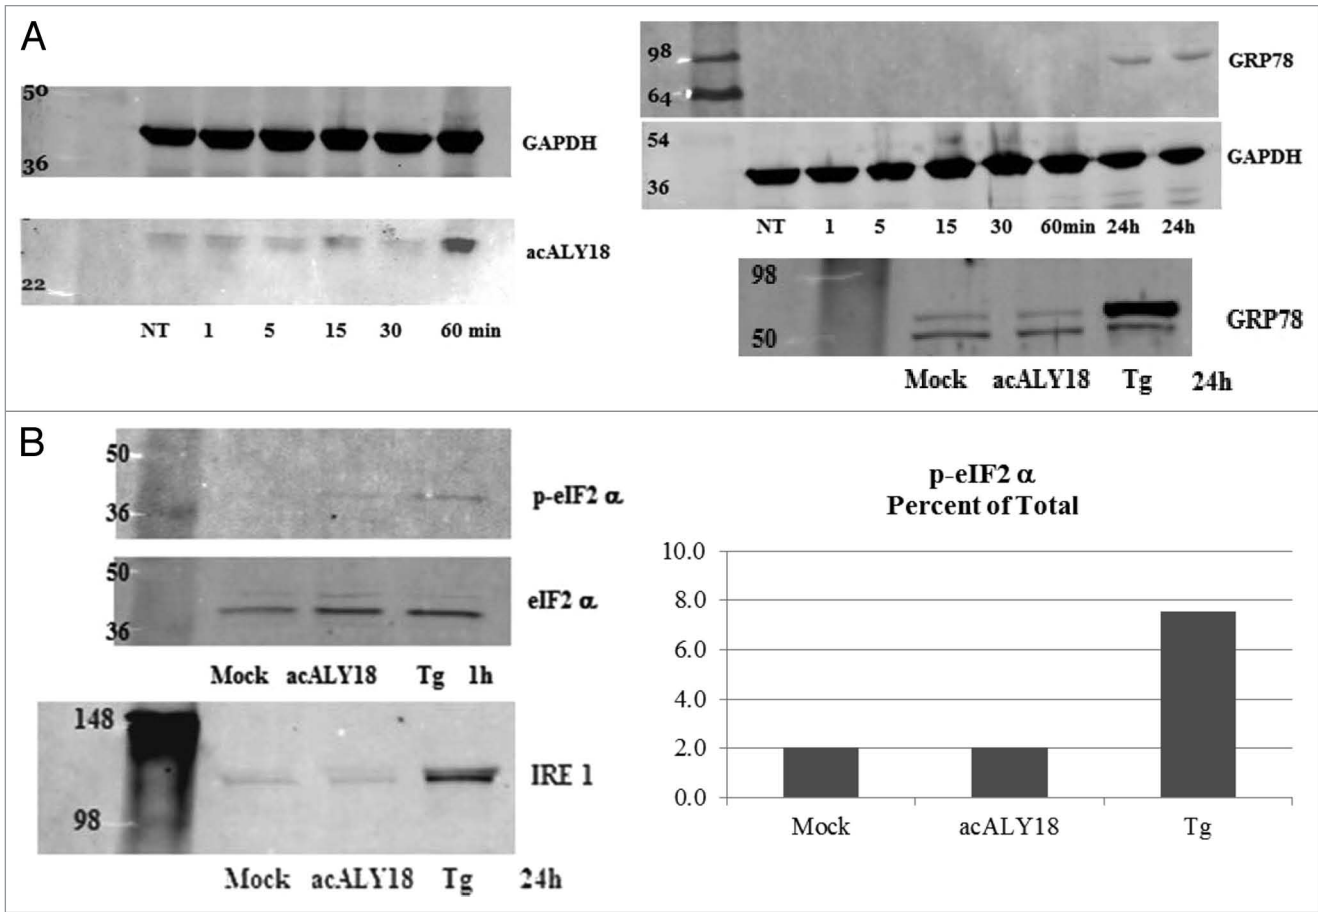 A
50
GAPDH
36
acALY18
22
NT 1 5 15 30 60 min
98
GRP78
64
54
GAPDH
36
NT 1 5 15 30 60min 24h 24h
98
GRP78
50
Mock acALY18 Tg 24h
B
50
p-eIF2 α
36
50
eIF2 α
36
Mock acALY18 Tg 1h
148
IRE 1
98
Mock acALY18 Tg 24h
p-eIF2 α
Percent of Total
10.0
8.0
6.0
4.0
2.0
0.0
Mock acALY18 Tg